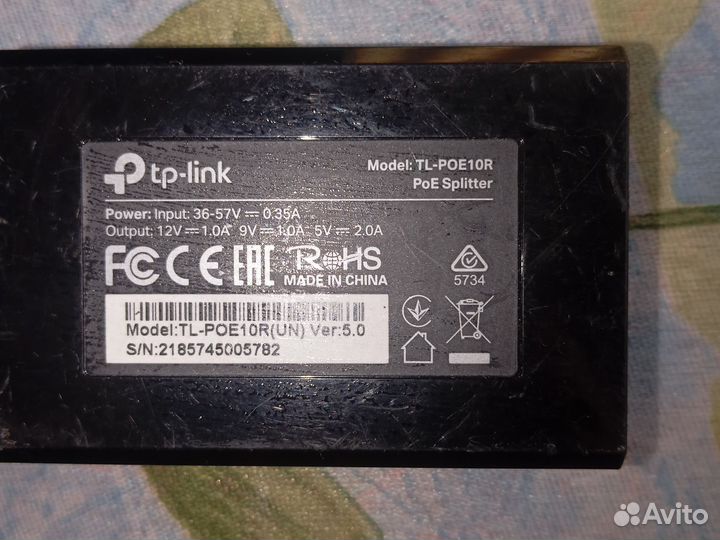 tp-link
Model: TL-POE10R
PoE Splitter
Power: Input: 36-57V⎓0.35A
Output: 12V⎓1.0A 9V⎓1.0A 5V⎓2.0A
FC CE EAC RoHS
MADE IN CHINA
5734
Model:TL-POE10R(UN) Ver:5.0
S/N:2185745005782
Avito